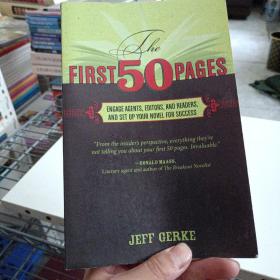 The
FIRST 50 PAGES
ENGAGE AGENTS, EDITORS, AND READERS,
AND SET UP YOUR NOVEL FOR SUCCESS
"From the insider's perspective, everything they're
not telling you about your first 50 pages. Invaluable."
—DONALD MAASS,
Literary agent and author of The Breakout Novelist
JEFF GERKE